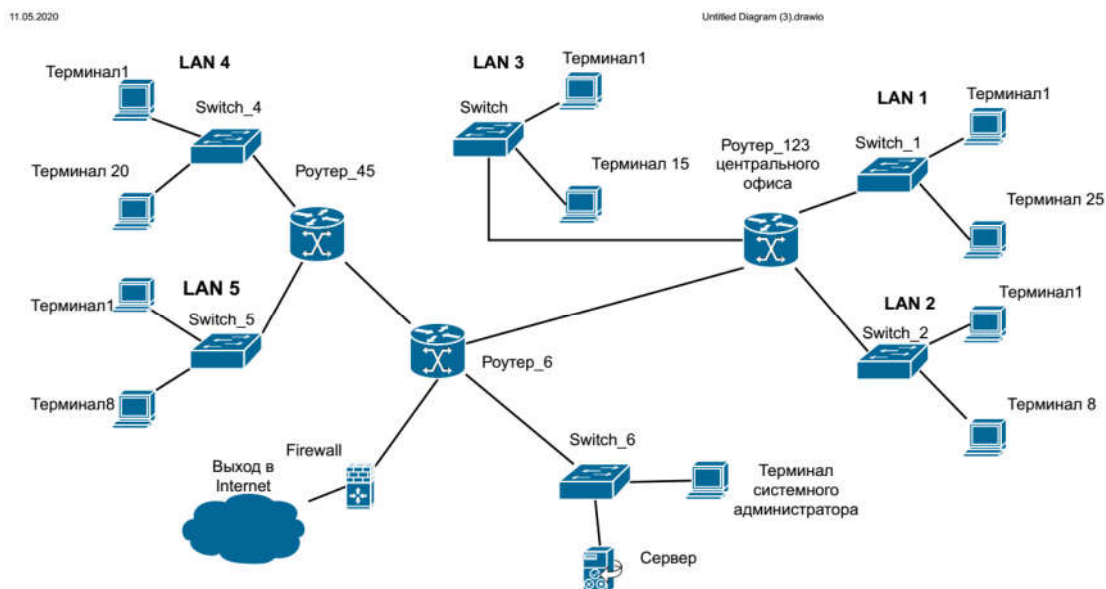 11.05.2020
Untitled Diagram (3).drawio
LAN 4
Терминал1
Switch_4
Терминал 20
Роутер_45
LAN 3
Терминал1
Switch
Терминал 15
Роутер_123
центрального
офиса
LAN 1
Терминал1
Switch_1
Терминал 25
LAN 5
Терминал1
Switch_5
Терминал8
Роутер_6
LAN 2
Терминал1
Switch_2
Терминал 8
Firewall
Выход в
Internet
Switch_6
Терминал
системного
администратора
Сервер